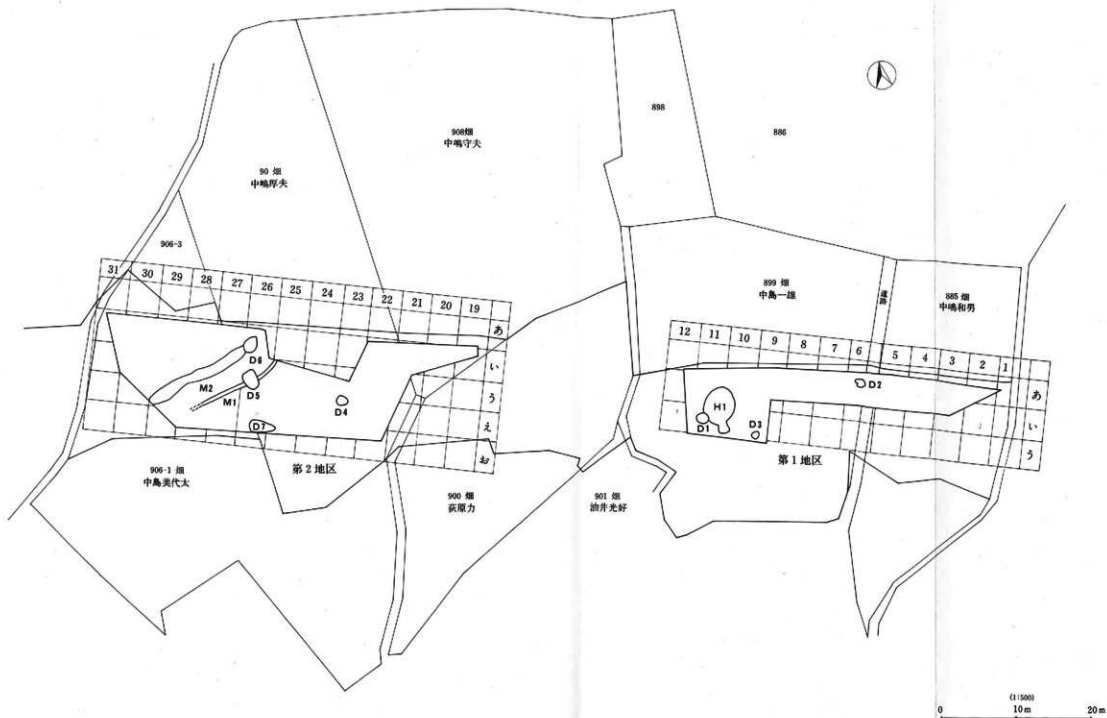 898
886
908畑
中嶋守夫
90 畑
中嶋厚夫
906-3
899 畑
中島一雄
道路
885 畑
中嶋和男
31 30 29 28 27 26 25 24 23 22 21 20 19
あ
い
う
え
お
D6
M2
D5
M1
D4
D7
12 11 10 9 8 7 6 5 4 3 2 1
あ
い
う
D2
H1
D1
D3
第2地区
第1地区
906-1 畑
中島美代太
900 畑
荻原力
901 畑
油井光好
(1:500)
0 10m 20m